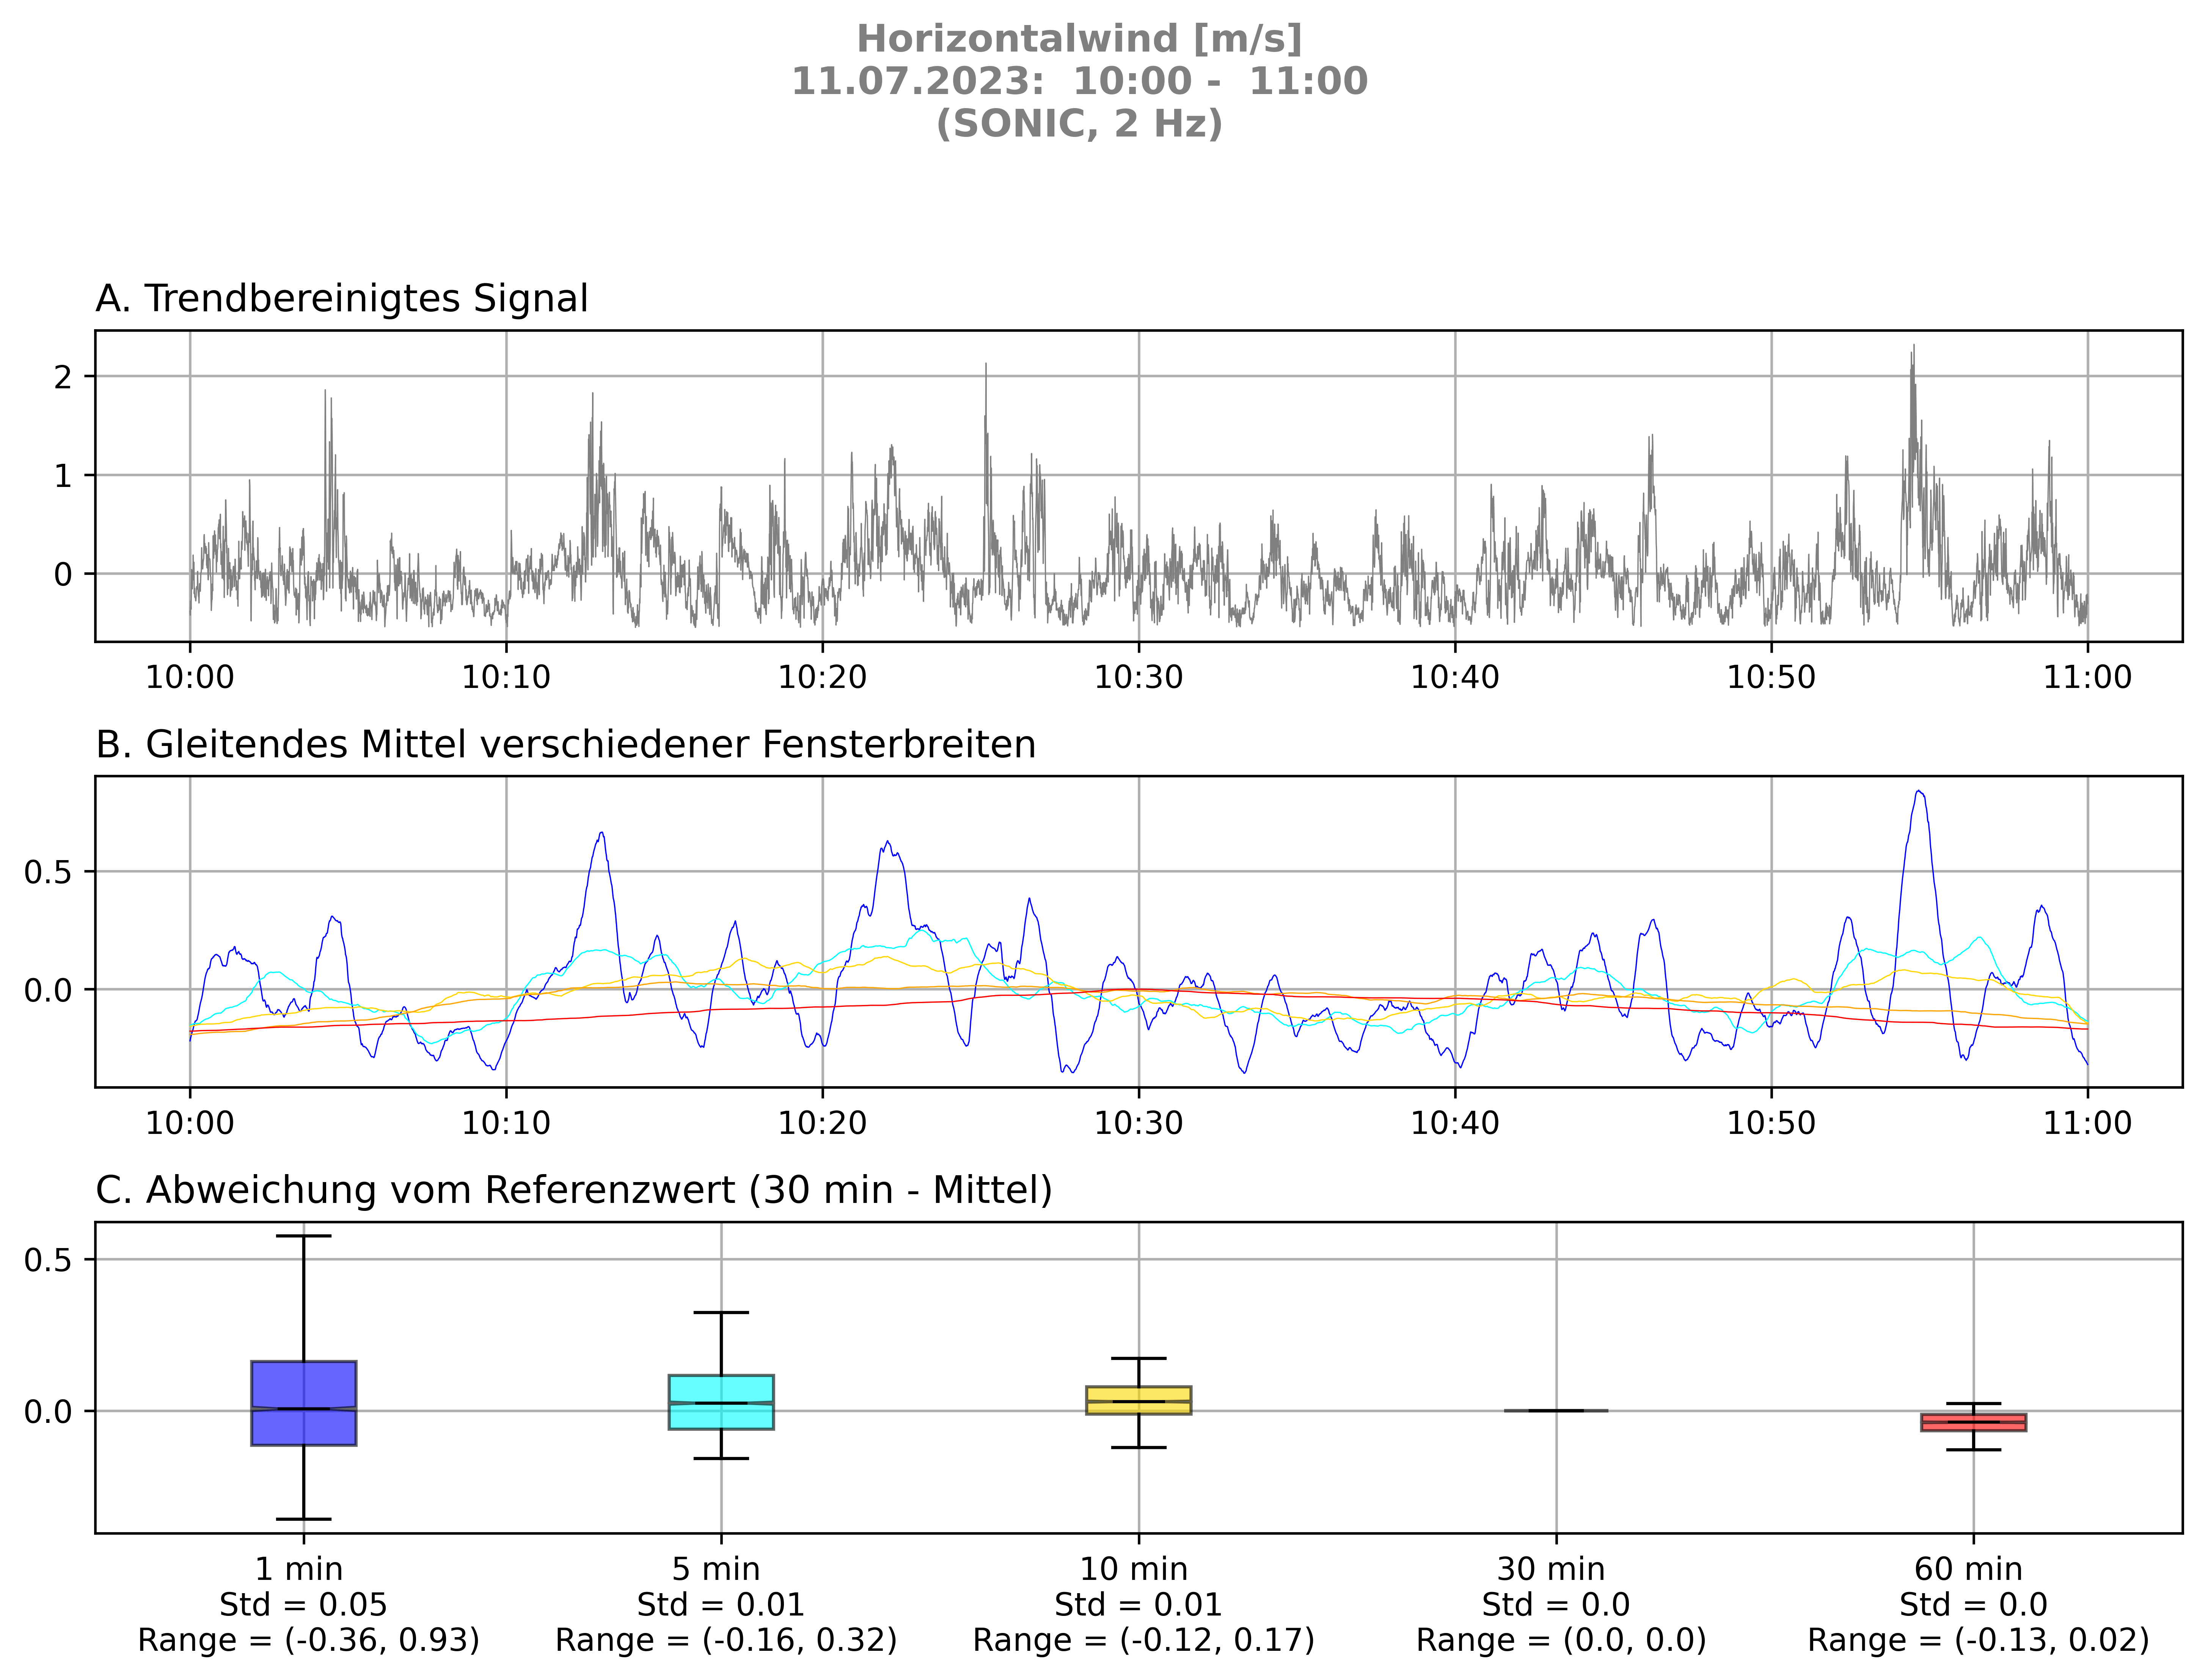 Horizontalwind [m/s]
11.07.2023:  10:00 -  11:00
(SONIC, 2 Hz)
A. Trendbereinigtes Signal
2
1
0
10:00 10:10 10:20 10:30 10:40 10:50 11:00
B. Gleitendes Mittel verschiedener Fensterbreiten
0.5
0.0
10:00 10:10 10:20 10:30 10:40 10:50 11:00
C. Abweichung vom Referenzwert (30 min - Mittel)
0.5
0.0
1 min 5 min 10 min 30 min 60 min
Std = 0.05 Std = 0.01 Std = 0.01 Std = 0.0 Std = 0.0
Range = (-0.36, 0.93) Range = (-0.16, 0.32) Range = (-0.12, 0.17) Range = (0.0, 0.0) Range = (-0.13, 0.02)